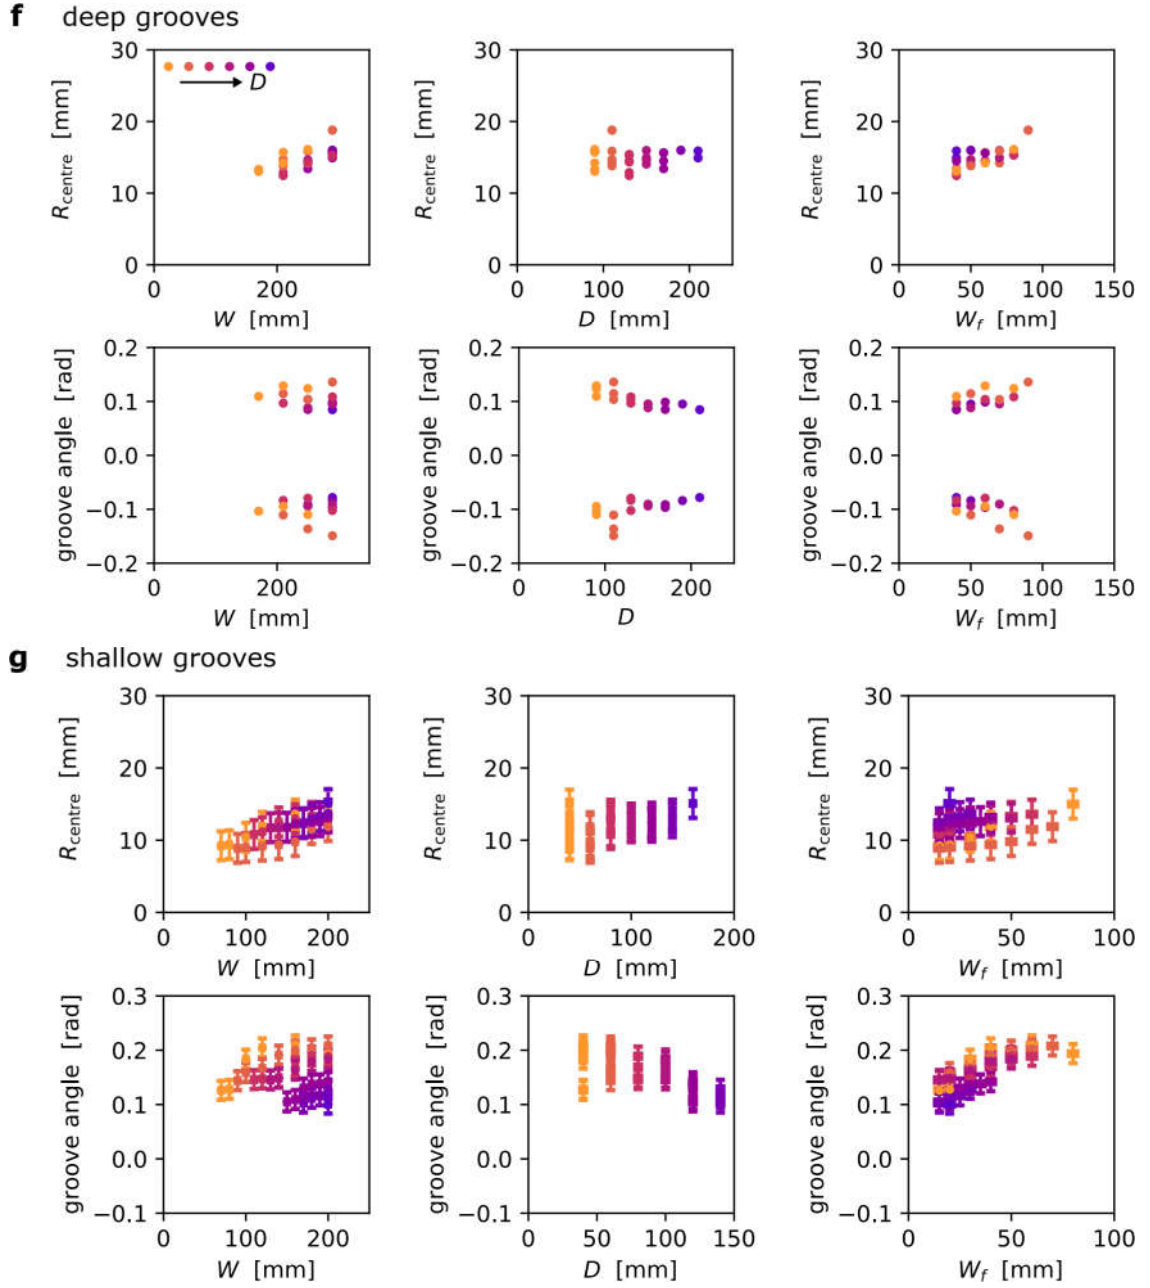 f deep grooves
30
20
10
0
R_centre [mm]
D
0 200
W [mm]
30
20
10
0
R_centre [mm]
0 100 200
D [mm]
30
20
10
0
R_centre [mm]
0 50 100 150
W_f [mm]
0.2
0.1
0.0
−0.1
−0.2
groove angle [rad]
0 200
W [mm]
0.2
0.1
0.0
−0.1
−0.2
groove angle [rad]
0 100 200
D
0.2
0.1
0.0
−0.1
−0.2
groove angle [rad]
0 50 100 150
W_f [mm]
g shallow grooves
30
20
10
0
R_centre [mm]
0 100 200
W [mm]
30
20
10
0
R_centre [mm]
0 100 200
D [mm]
30
20
10
0
R_centre [mm]
0 50 100
W_f [mm]
0.3
0.2
0.1
0.0
−0.1
groove angle [rad]
0 100 200
W [mm]
0.3
0.2
0.1
0.0
−0.1
groove angle [rad]
0 50 100 150
D [mm]
0.3
0.2
0.1
0.0
−0.1
groove angle [rad]
0 50 100
W_f [mm]